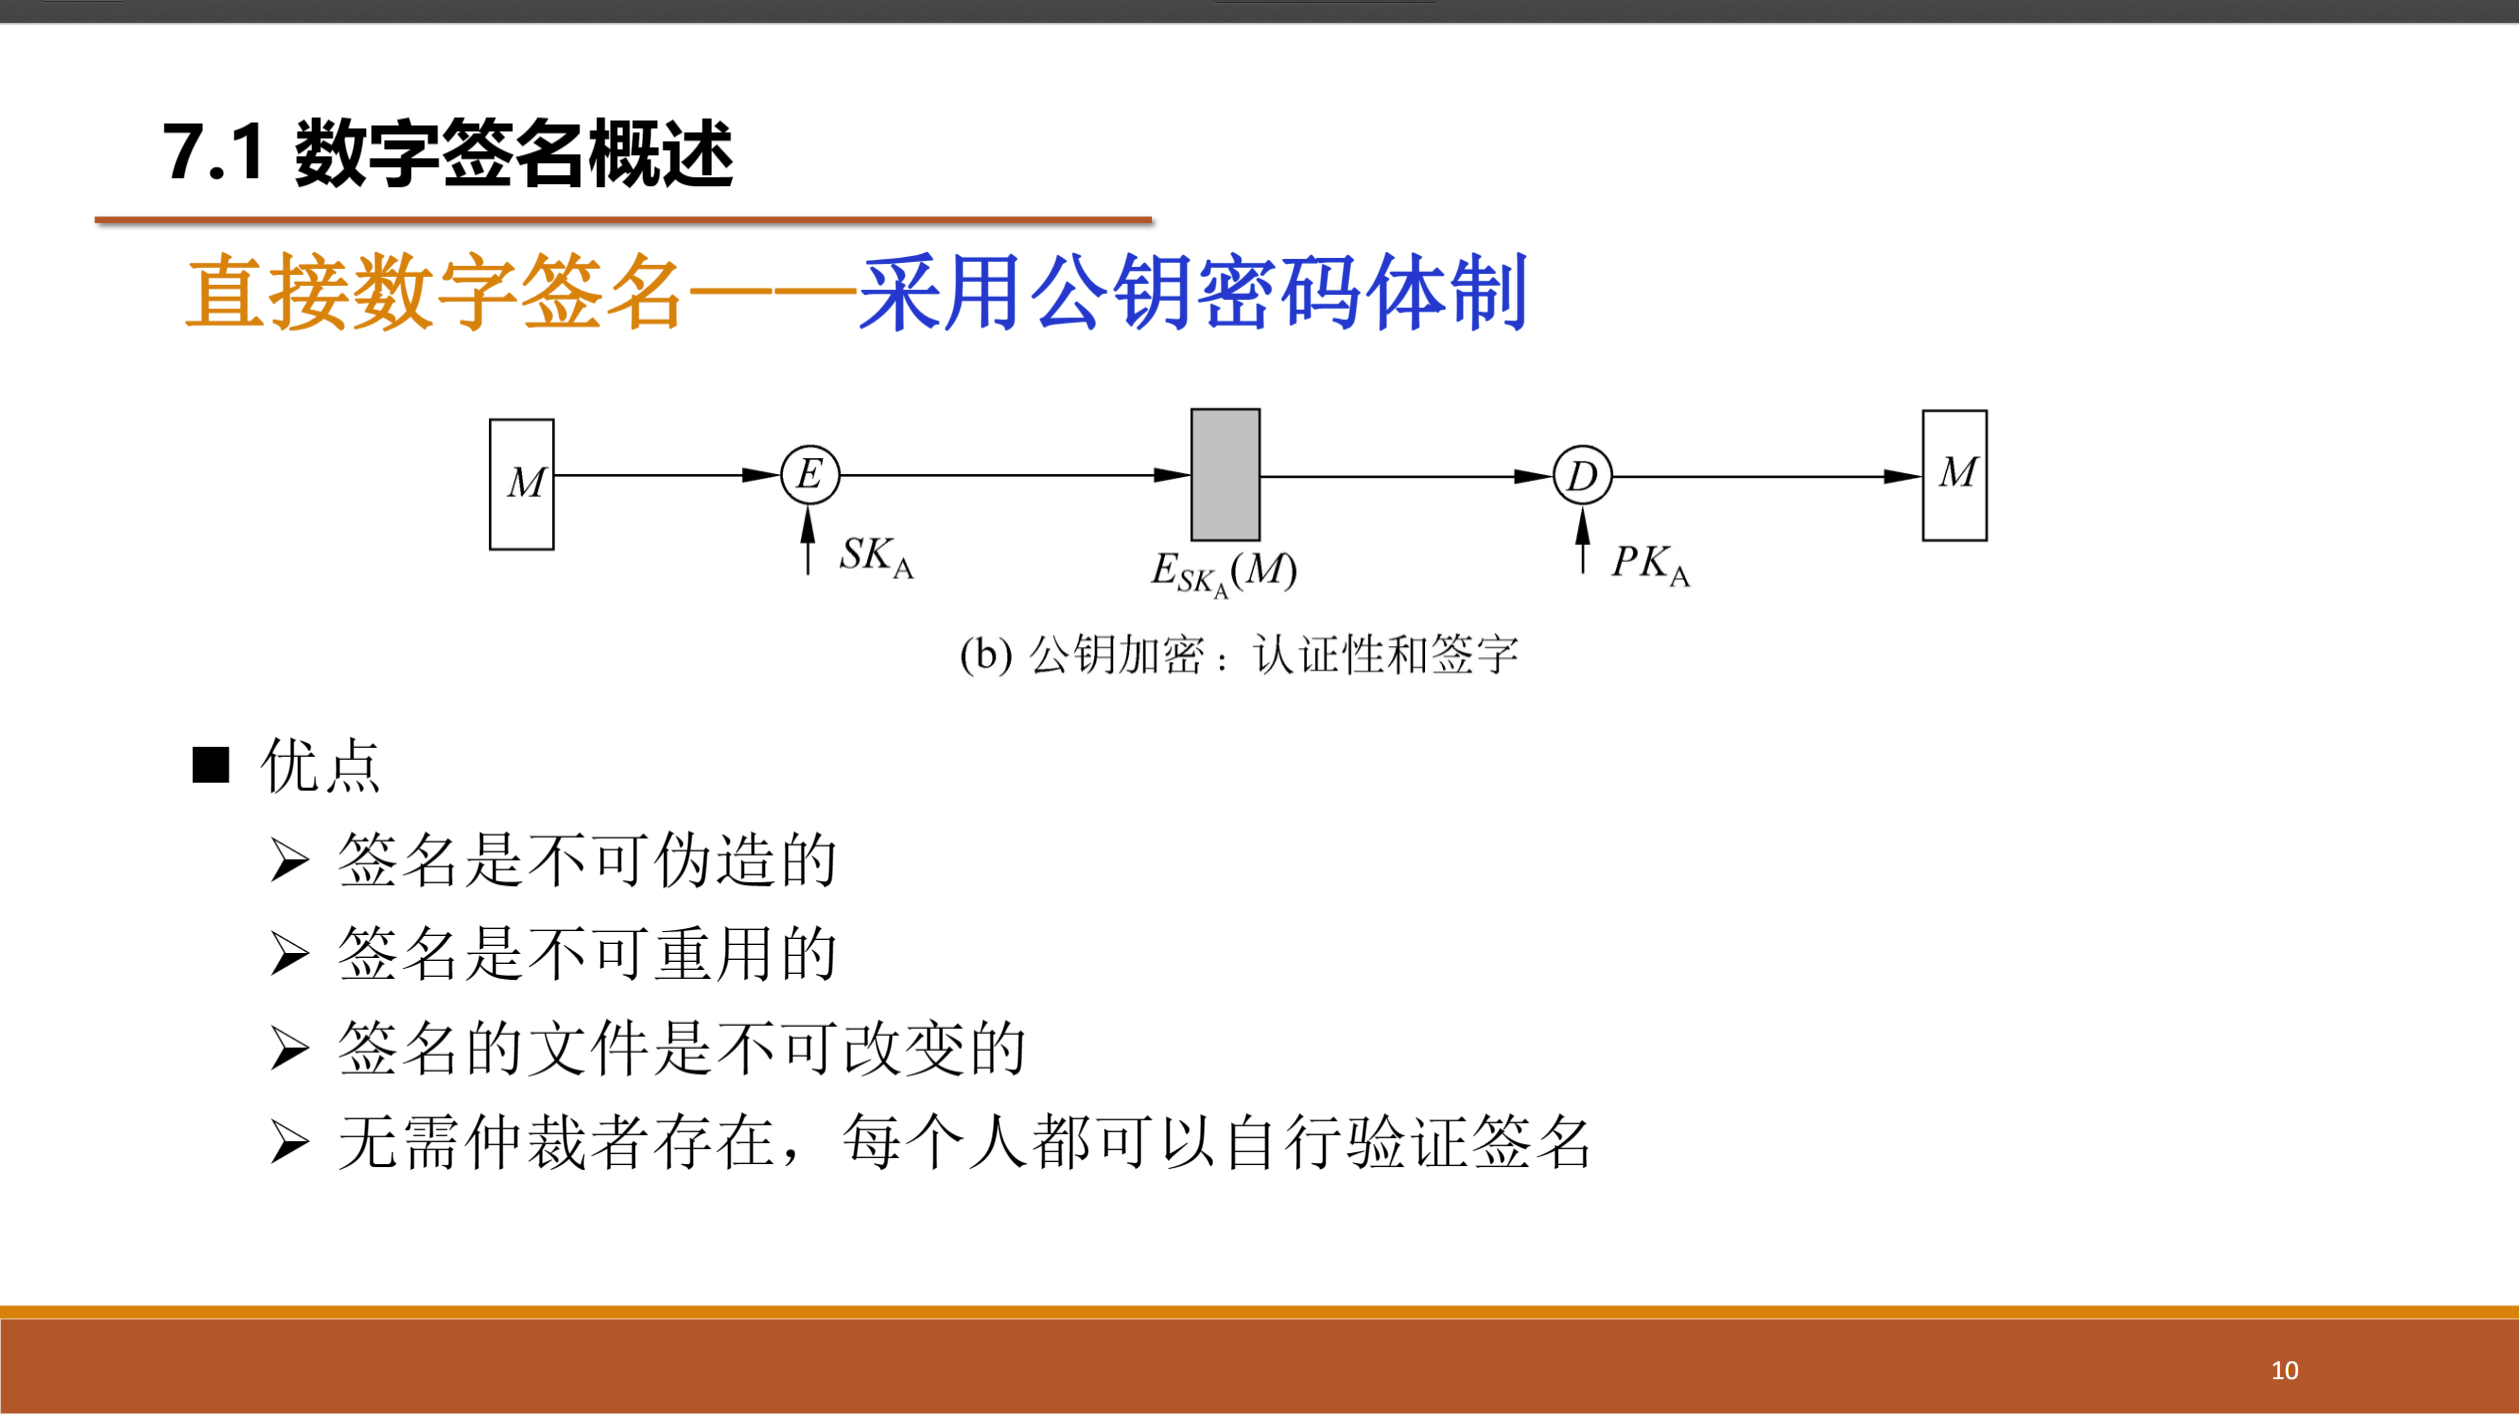 7.1 数字签名概述
直接数字签名——采用公钥密码体制
M E D M
SK_A E_{SK_A}(M) PK_A
(b) 公钥加密：认证性和签字
■ 优点
➢ 签名是不可伪造的
➢ 签名是不可重用的
➢ 签名的文件是不可改变的
➢ 无需仲裁者存在，每个人都可以自行验证签名
10